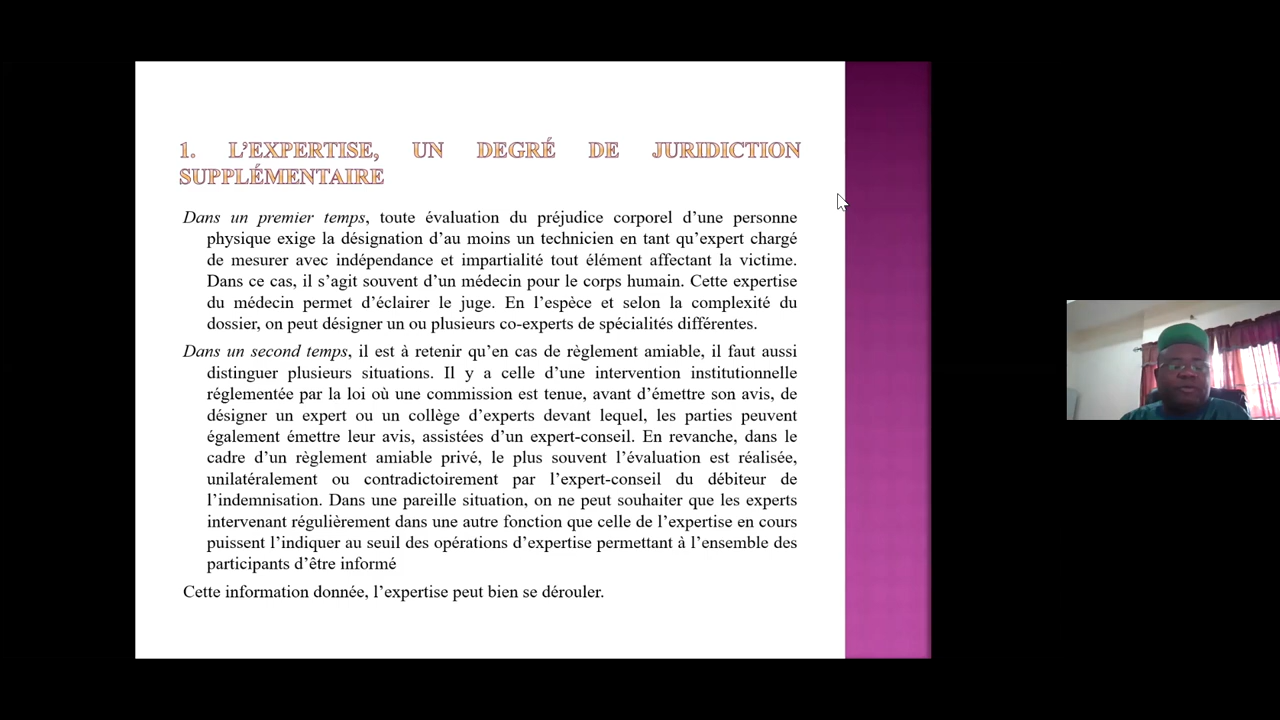 1. L’EXPERTISE, UN DEGRÉ DE JURIDICTION
SUPPLÉMENTAIRE
Dans un premier temps, toute évaluation du préjudice corporel d’une personne
physique exige la désignation d’au moins un technicien en tant qu’expert chargé
de mesurer avec indépendance et impartialité tout élément affectant la victime.
Dans ce cas, il s’agit souvent d’un médecin pour le corps humain. Cette expertise
du médecin permet d’éclairer le juge. En l’espèce et selon la complexité du
dossier, on peut désigner un ou plusieurs co-experts de spécialités différentes.
Dans un second temps, il est à retenir qu’en cas de règlement amiable, il faut aussi
distinguer plusieurs situations. Il y a celle d’une intervention institutionnelle
réglementée par la loi où une commission est tenue, avant d’émettre son avis, de
désigner un expert ou un collège d’experts devant lequel, les parties peuvent
également émettre leur avis, assistées d’un expert-conseil. En revanche, dans le
cadre d’un règlement amiable privé, le plus souvent l’évaluation est réalisée,
unilatéralement ou contradictoirement par l’expert-conseil du débiteur de
l’indemnisation. Dans une pareille situation, on ne peut souhaiter que les experts
intervenant régulièrement dans une autre fonction que celle de l’expertise en cours
puissent l’indiquer au seuil des opérations d’expertise permettant à l’ensemble des
participants d’être informé
Cette information donnée, l’expertise peut bien se dérouler.